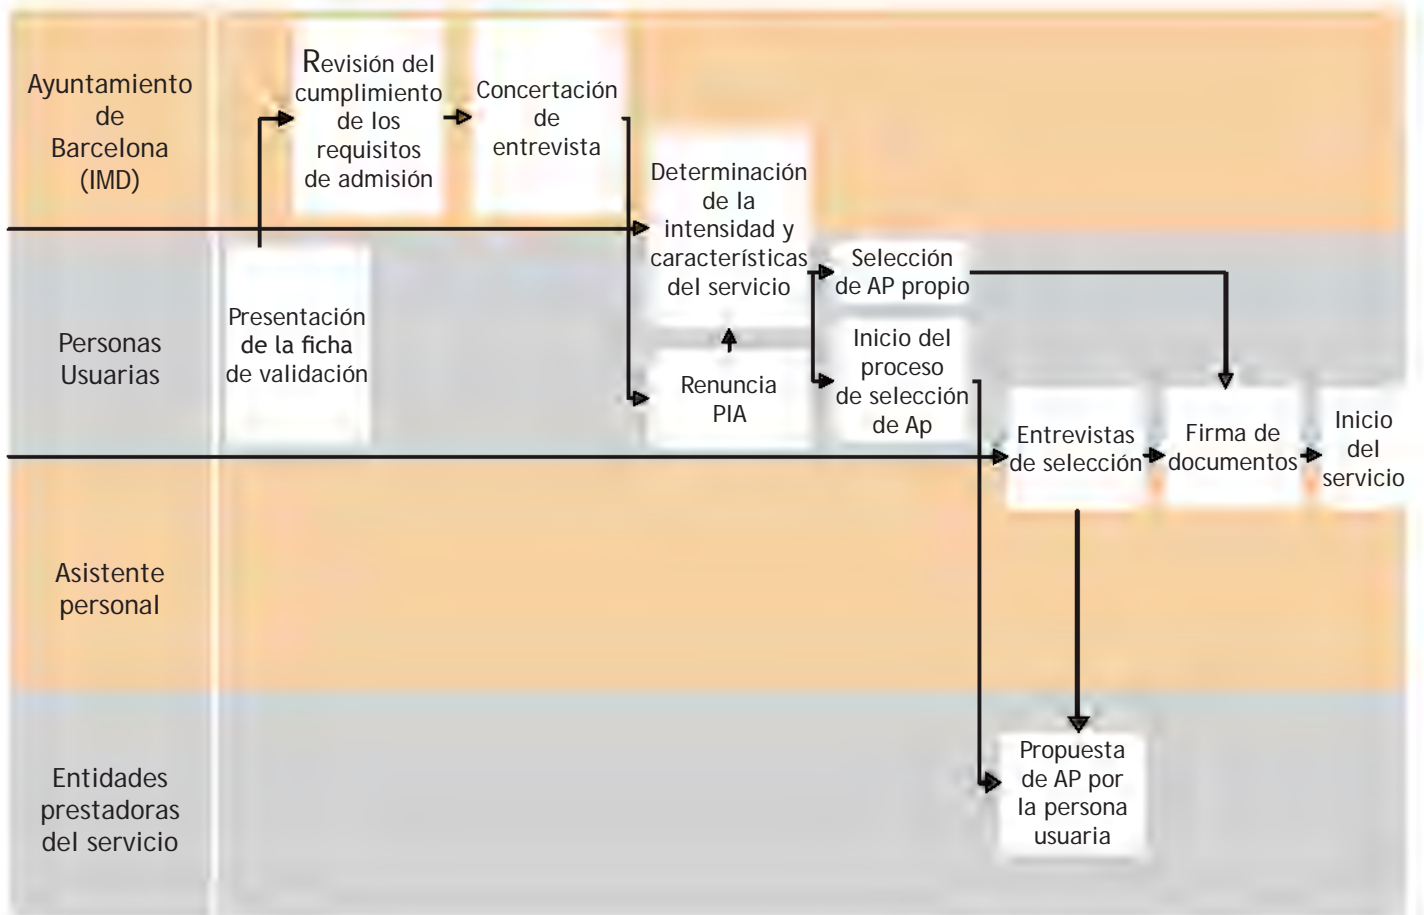 Ayuntamiento
de
Barcelona
(IMD)
Revisión del
cumplimiento
de los
requisitos
de admisión
Concertación
de
entrevista
Determinación
de la
intensidad y
características
del servicio
Personas
Usuarias
Presentación
de la ficha
de validación
Renuncia
PIA
Selección
de AP propio
Inicio del
proceso
de selección
de Ap
Entrevistas
de selección
Firma de
documentos
Inicio
del
servicio
Asistente
personal
Entidades
prestadoras
del servicio
Propuesta
de AP por
la persona
usuaria